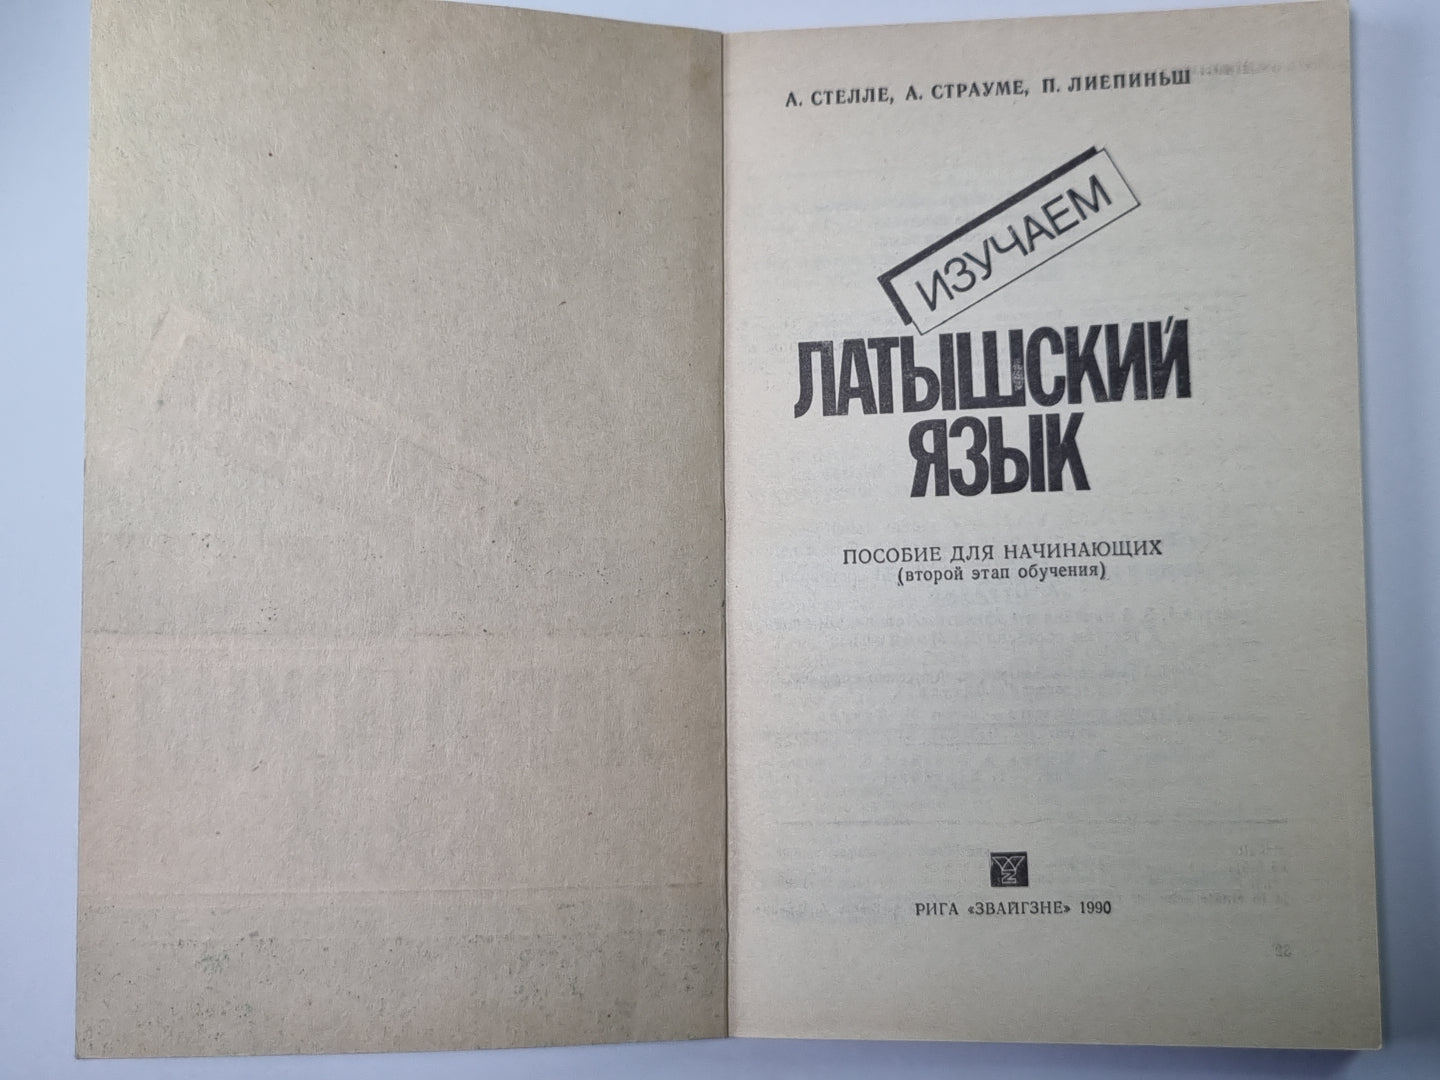 А. СТЕЛЛЕ, А. СТРАУМЕ, П. ЛИЕПИНЬШ
ИЗУЧАЕМ
ЛАТЫШСКИЙ
ЯЗЫК
ПОСОБИЕ ДЛЯ НАЧИНАЮЩИХ
(второй этап обучения)
РИГА «ЗВАЙГЗНЕ» 1990